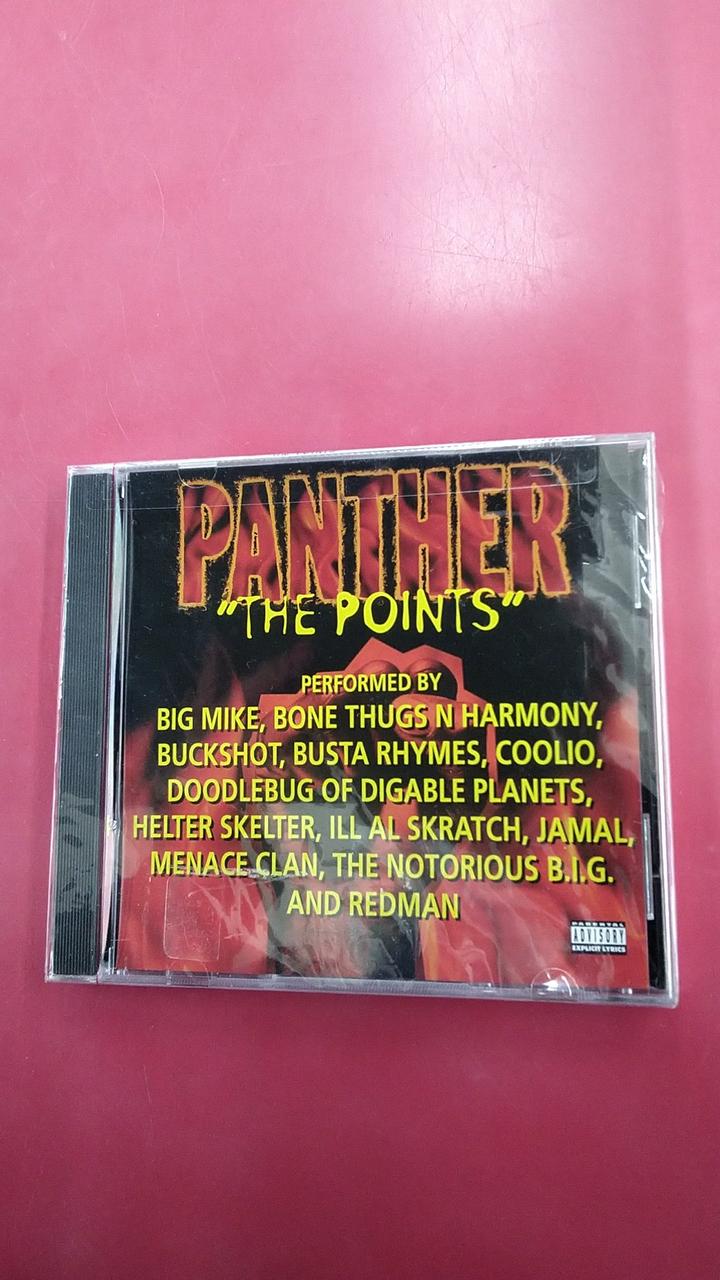 PANTHER
"THE POINTS"
PERFORMED BY
BIG MIKE, BONE THUGS N HARMONY,
BUCKSHOT, BUSTA RHYMES, COOLIO,
DOODLEBUG OF DIGABLE PLANETS,
HELTER SKELTER, ILL AL SKRATCH, JAMAL,
MENACE CLAN, THE NOTORIOUS B.I.G.
AND REDMAN
PARENTAL
ADVISORY
EXPLICIT LYRICS